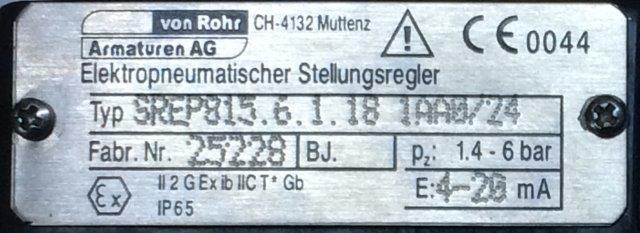 von Rohr CH-4132 Muttenz
Armaturen AG
CE 0044
Elektropneumatischer Stellungsregler
Typ SREP815.6.1.18 1AA0/24
Fabr. Nr. 25228 BJ. pz: 1.4 - 6 bar
Ex II 2 G Ex ib IIC T* Gb E: 4-20 mA
IP65